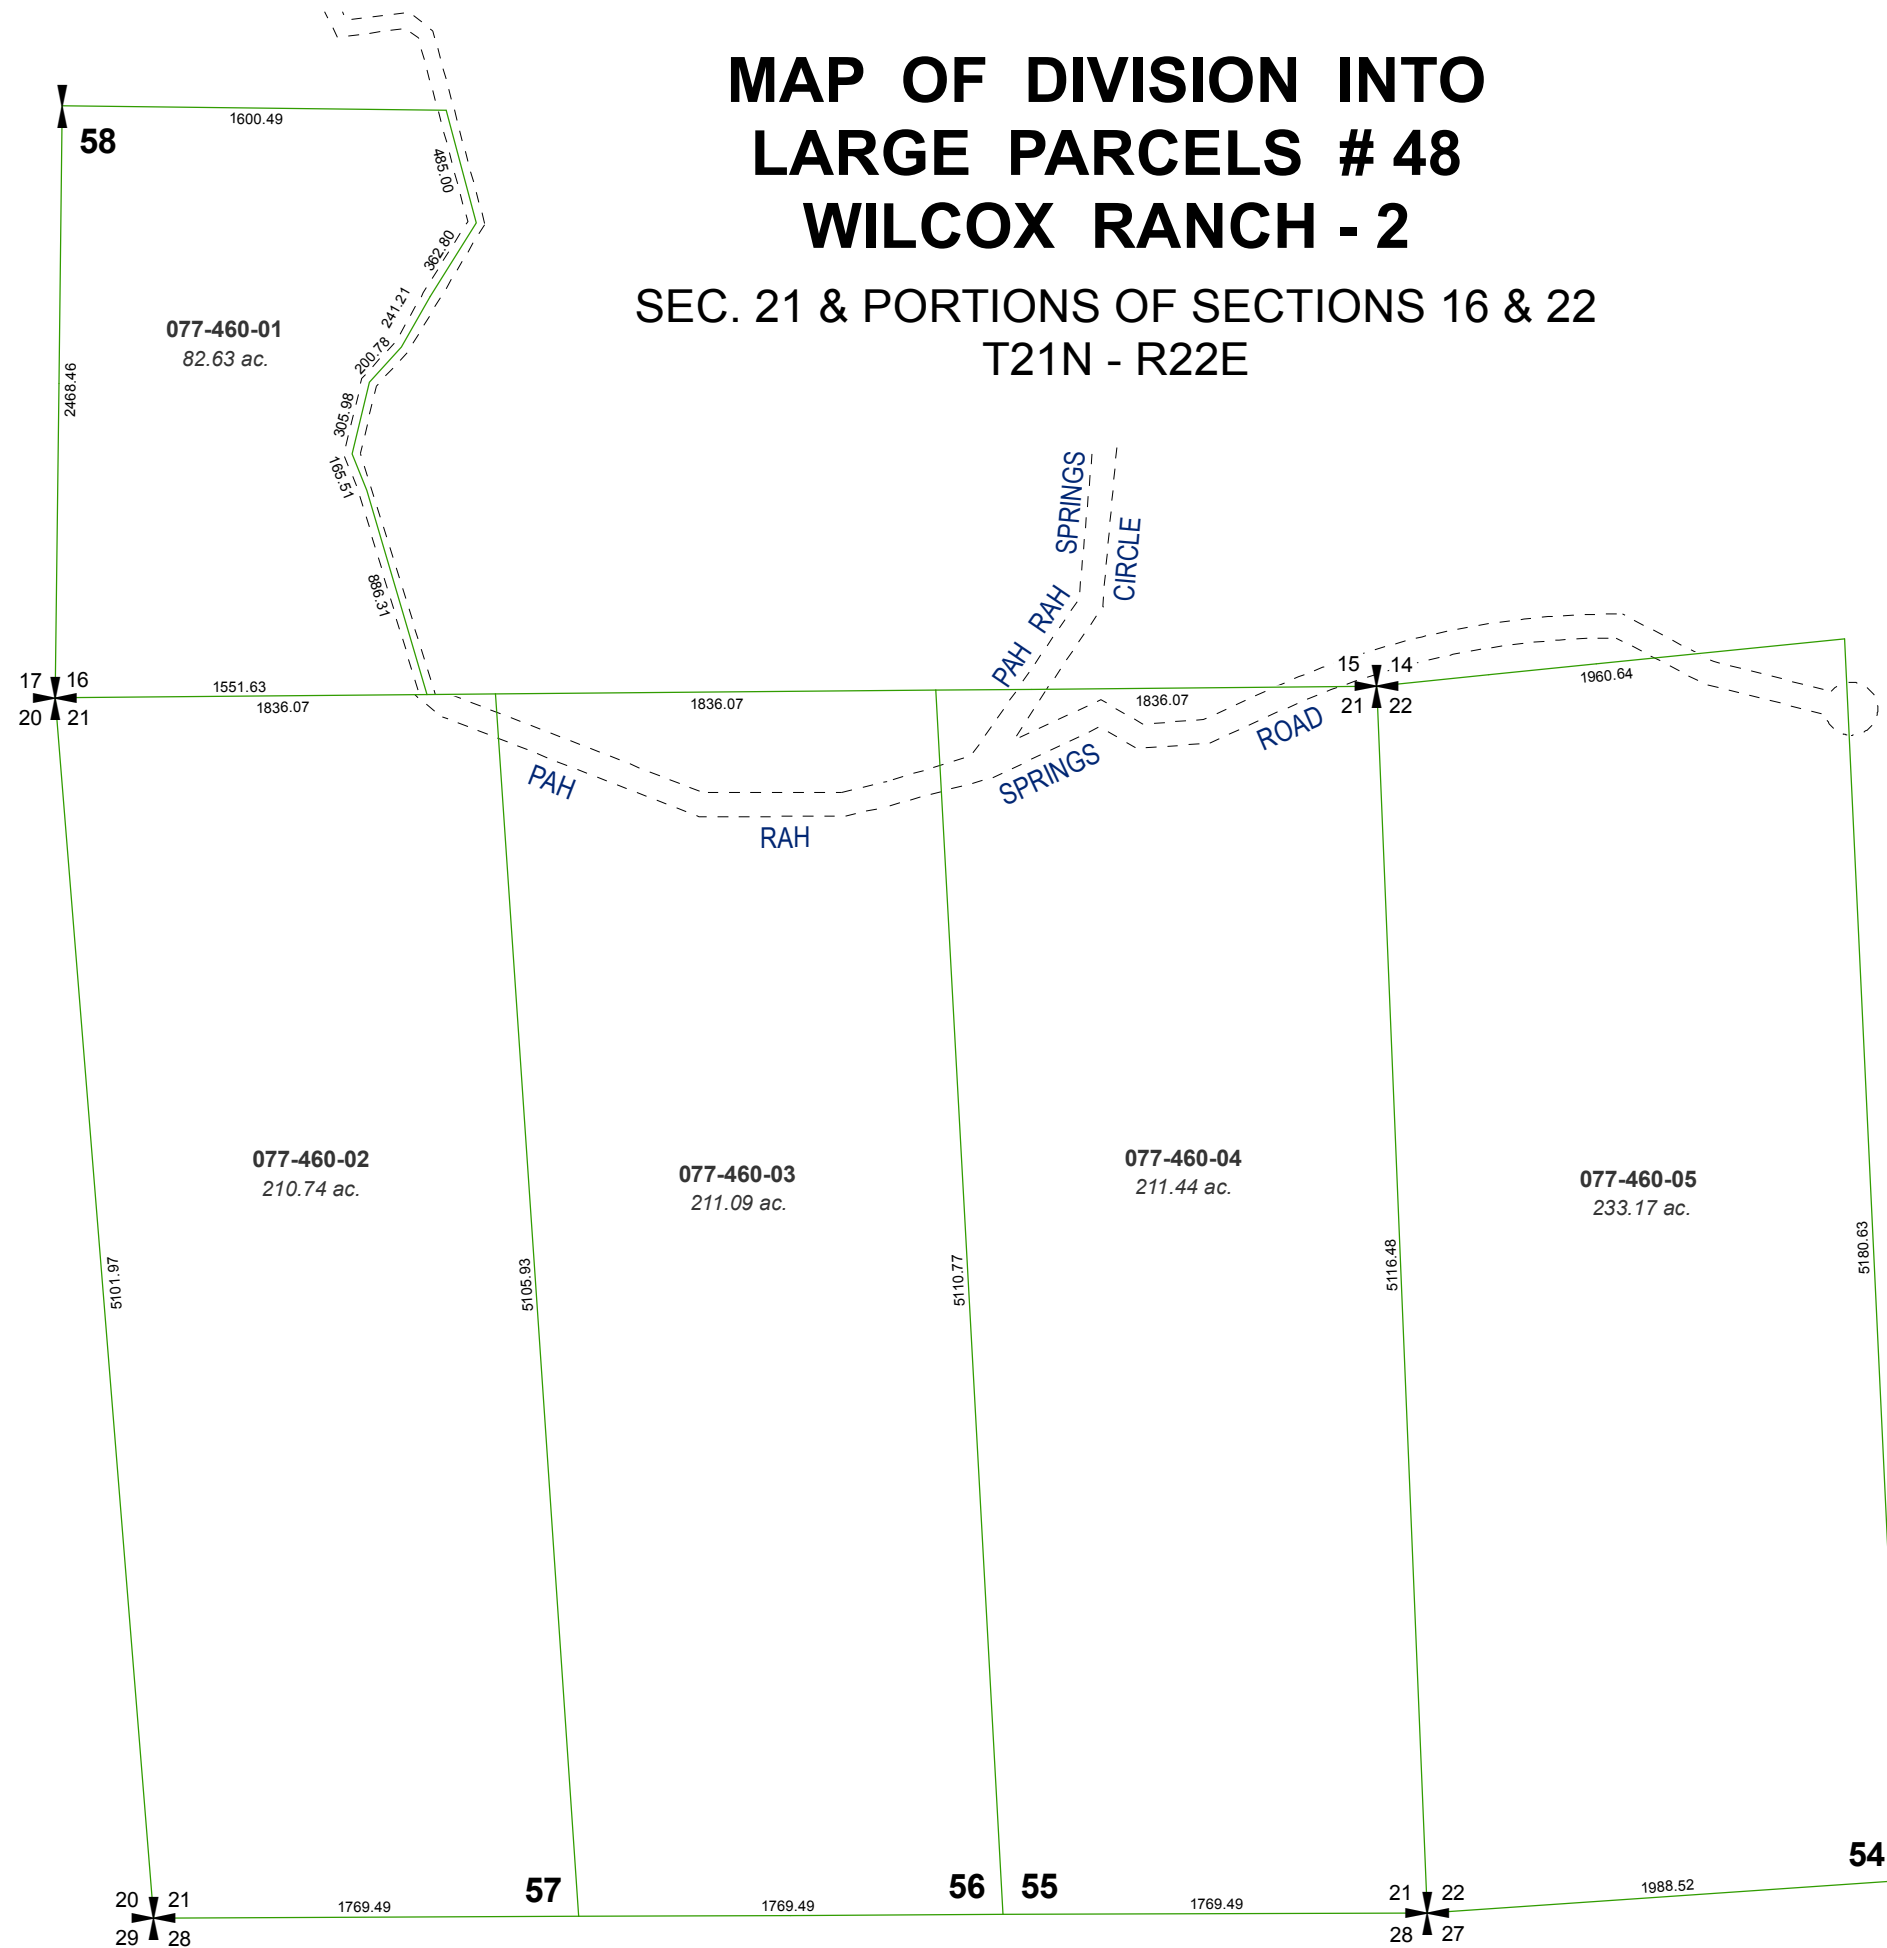 MAP OF DIVISION INTO
LARGE PARCELS # 48
WILCOX RANCH - 2
SEC. 21 & PORTIONS OF SECTIONS 16 & 22
T21N - R22E
1600.49
58
485.00
362.80
241.21
200.78
305.98
165.51
886.31
2468.46
077-460-01
82.63 ac.
PAH RAH SPRINGS
CIRCLE
17 16
20 21
1551.63
1836.07
1836.07
1836.07
15 14
21 22
1960.64
PAH
RAH
SPRINGS
ROAD
077-460-02
210.74 ac.
077-460-03
211.09 ac.
077-460-04
211.44 ac.
077-460-05
233.17 ac.
5101.97
5105.93
5110.77
5116.48
5180.63
57
56
55
54
20 21
29 28
1769.49
1769.49
1769.49
21 22
28 27
1988.52